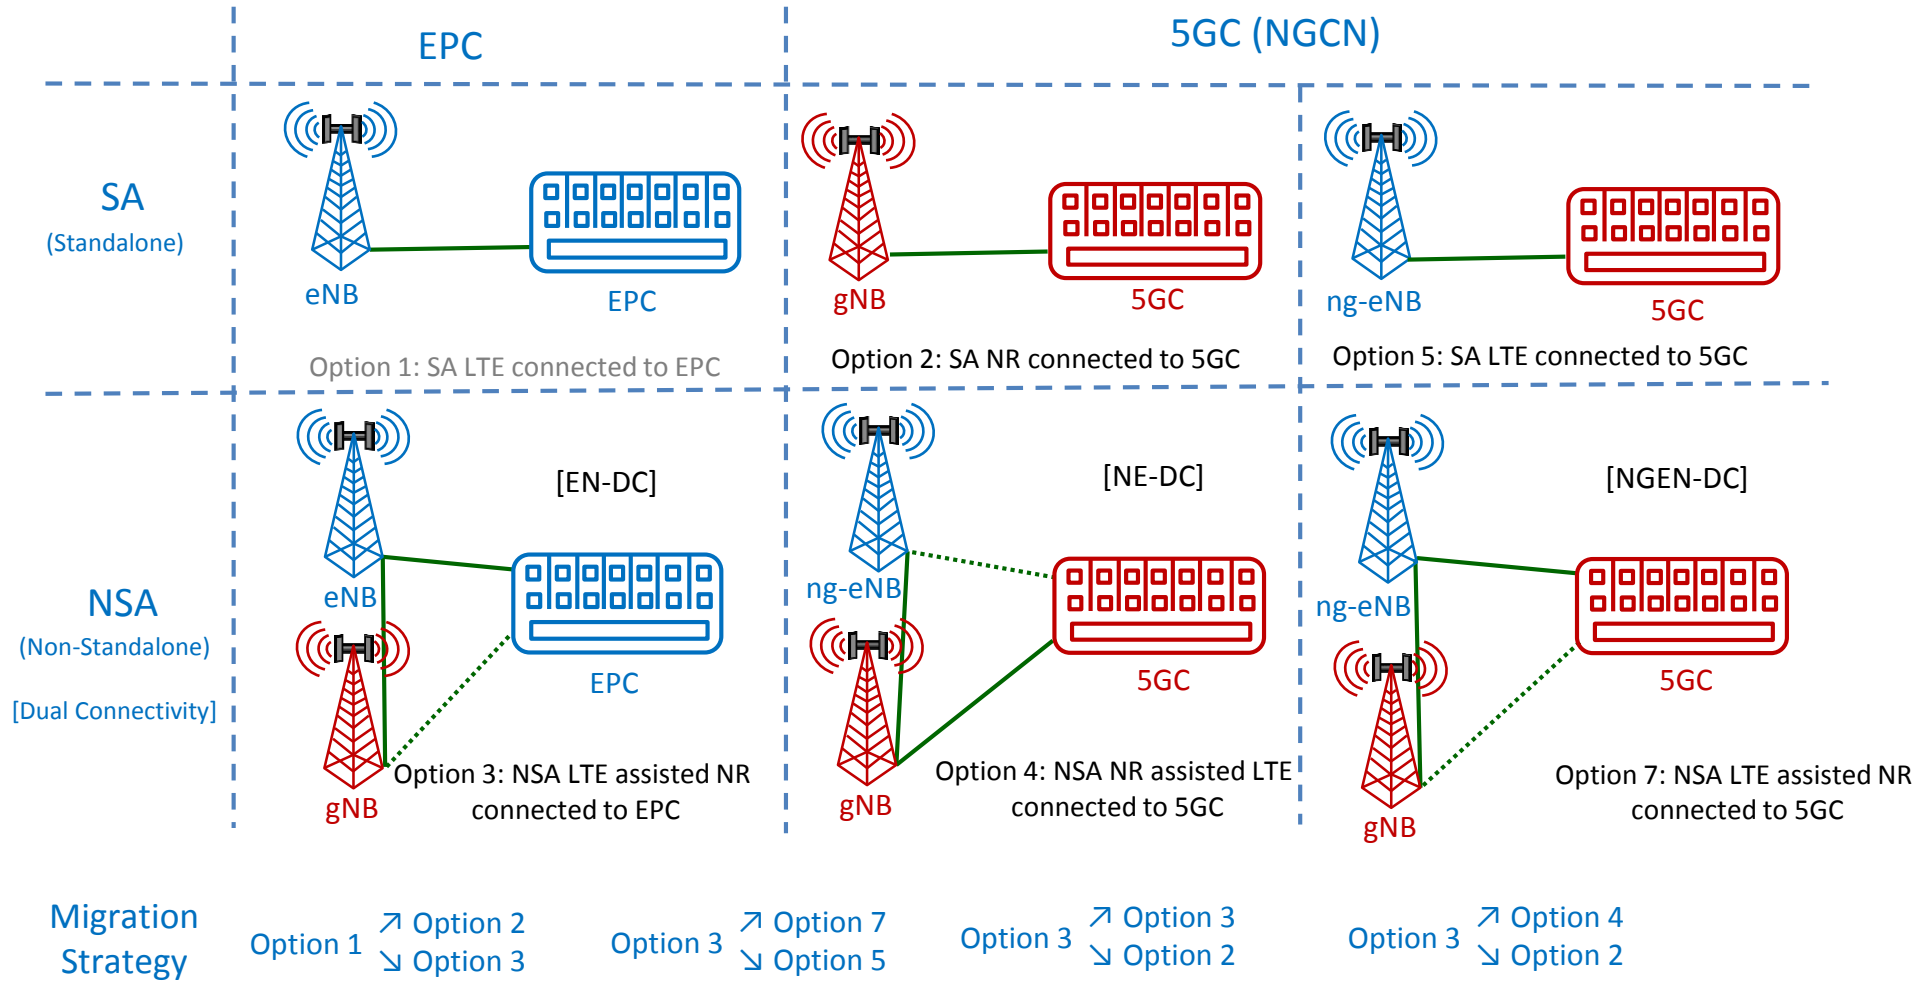 EPC
5GC (NGCN)
SA
(Standalone)
eNB
EPC
Option 1: SA LTE connected to EPC
gNB
5GC
Option 2: SA NR connected to 5GC
ng-eNB
5GC
Option 5: SA LTE connected to 5GC
NSA
(Non-Standalone)
[Dual Connectivity]
[EN-DC]
eNB
EPC
gNB
Option 3: NSA LTE assisted NR
connected to EPC
[NE-DC]
ng-eNB
5GC
gNB
Option 4: NSA NR assisted LTE
connected to 5GC
[NGEN-DC]
ng-eNB
5GC
gNB
Option 7: NSA LTE assisted NR
connected to 5GC
Migration
Strategy
Option 1
↗ Option 2
↘ Option 3
Option 3
↗ Option 7
↘ Option 5
Option 3
↗ Option 3
↘ Option 2
Option 3
↗ Option 4
↘ Option 2